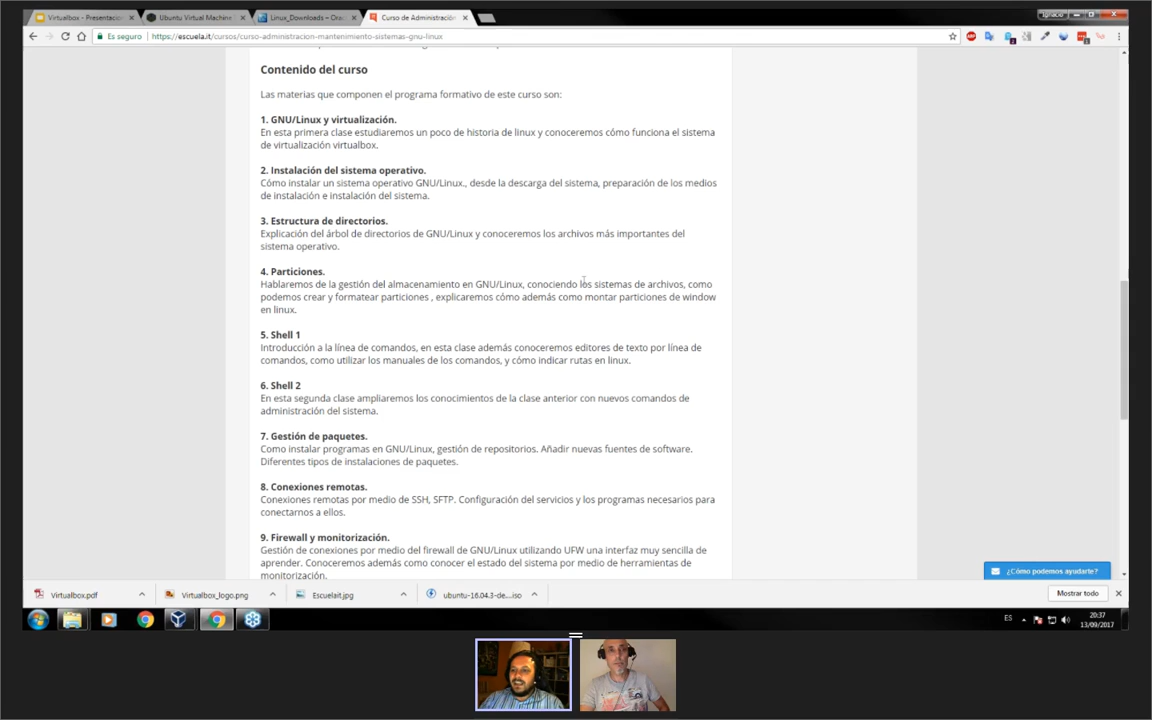 Virtualbox - Presentacio
Ubuntu Virtual Machine
Linux_Downloads – Ora
Curso de Administració
Ignacio
Es seguro
https://escuela.it/cursos/curso-administracion-mantenimiento-sistemas-gnu-linux
Contenido del curso
Las materias que componen el programa formativo de este curso son:
1. GNU/Linux y virtualización.
En esta primera clase estudiaremos un poco de historia de linux y conoceremos cómo funciona el sistema
de virtualización virtualbox.
2. Instalación del sistema operativo.
Cómo instalar un sistema operativo GNU/Linux., desde la descarga del sistema, preparación de los medios
de instalación e instalación del sistema.
3. Estructura de directorios.
Explicación del árbol de directorios de GNU/Linux y conoceremos los archivos más importantes del
sistema operativo.
4. Particiones.
Hablaremos de la gestión del almacenamiento en GNU/Linux, conociendo los sistemas de archivos, como
podemos crear y formatear particiones , explicaremos cómo además como montar particiones de window
en linux.
5. Shell 1
Introducción a la línea de comandos, en esta clase además conoceremos editores de texto por línea de
comandos, como utilizar los manuales de los comandos, y cómo indicar rutas en linux.
6. Shell 2
En esta segunda clase ampliaremos los conocimientos de la clase anterior con nuevos comandos de
administración del sistema.
7. Gestión de paquetes.
Como instalar programas en GNU/Linux, gestión de repositorios. Añadir nuevas fuentes de software.
Diferentes tipos de instalaciones de paquetes.
8. Conexiones remotas.
Conexiones remotas por medio de SSH, SFTP. Configuración del servicios y los programas necesarios para
conectarnos a ellos.
9. Firewall y monitorización.
Gestión de conexiones por medio del firewall de GNU/Linux utilizando UFW una interfaz muy sencilla de
aprender. Conoceremos además como conocer el estado del sistema por medio de herramientas de
monitorización.
¿Cómo podemos ayudarte?
Virtualbox.pdf
Virtualbox_logo.png
Escuelait.jpg
ubuntu-16.04.3-de....iso
Mostrar todo
ES
20:37
13/09/2017